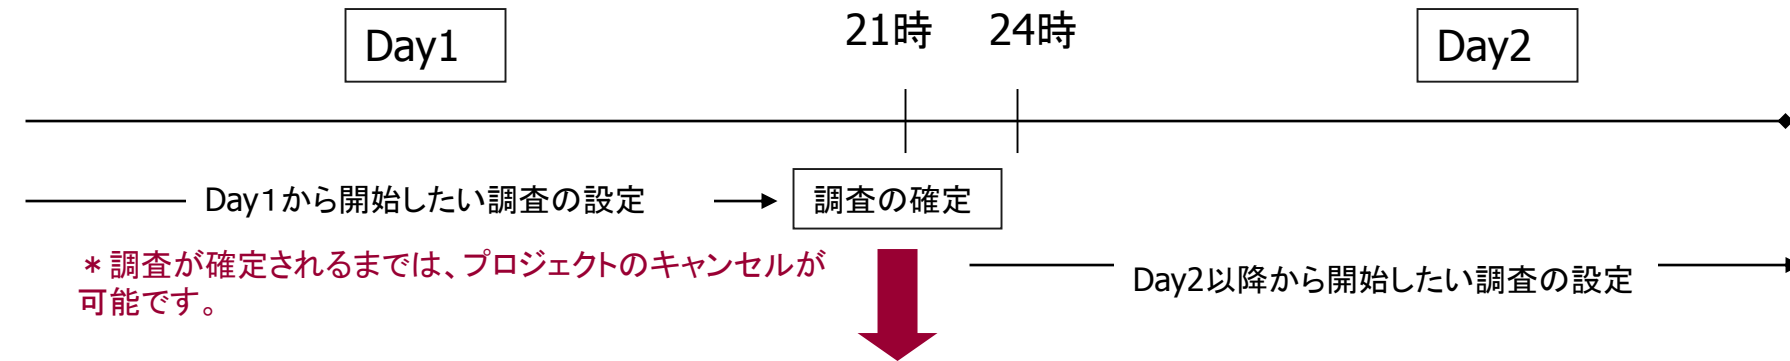 Day1
21時
24時
Day2
Day１から開始したい調査の設定
調査の確定
＊調査が確定されるまでは、プロジェクトのキャンセルが
可能です。
Day2以降から開始したい調査の設定